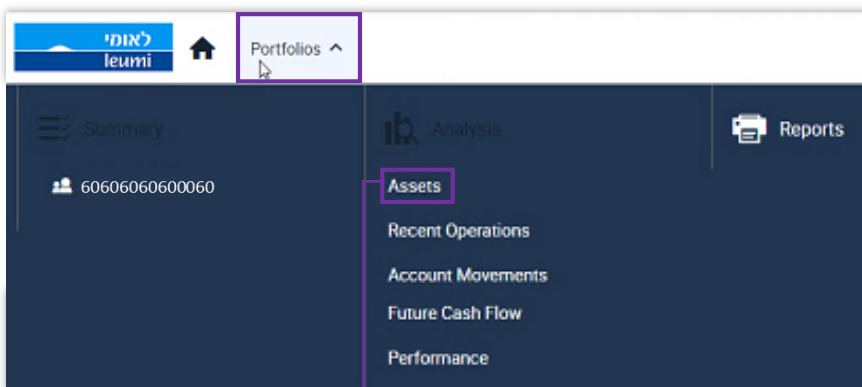 לאומי
leumi
Portfolios
Summary
Analysis
Reports
60606060600060
Assets
Recent Operations
Account Movements
Future Cash Flow
Performance